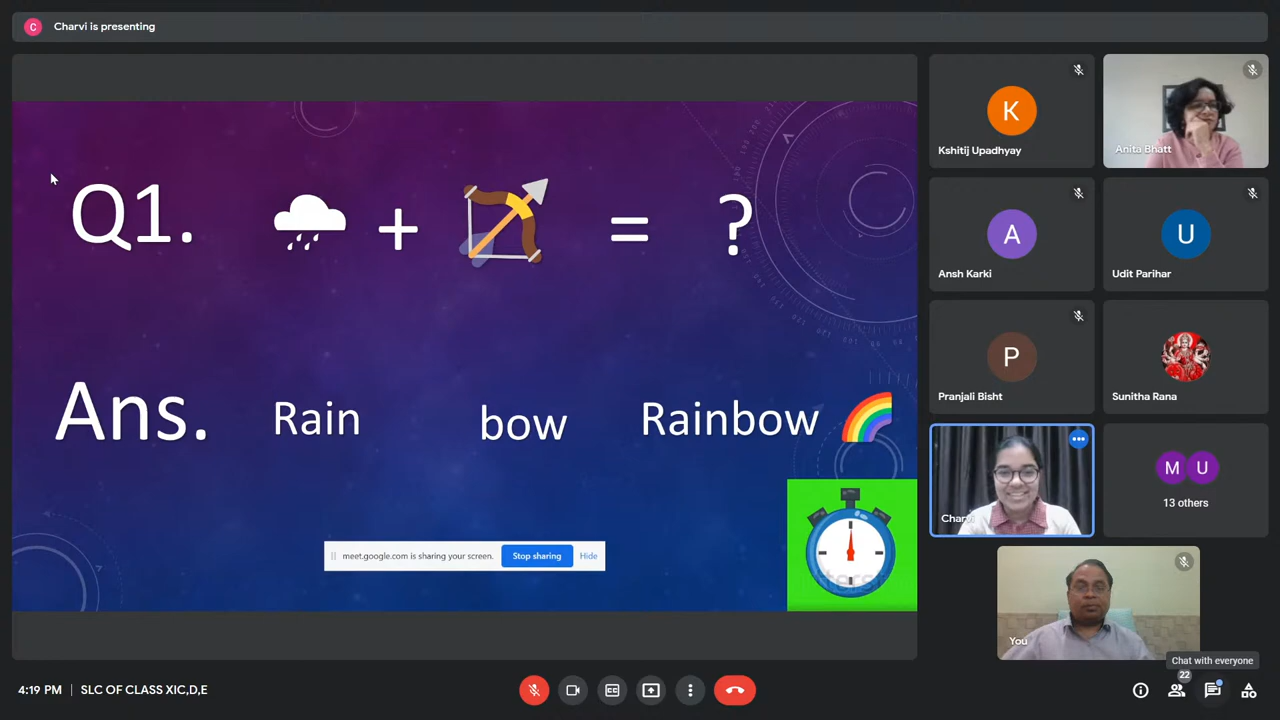 C Charvi is presenting
Q1. + = ?
Ans. Rain bow Rainbow
meet.google.com is sharing your screen. Stop sharing Hide
K
Kshitij Upadhyay
Anita Bhatt
A
Ansh Karki
U
Udit Parihar
P
Pranjali Bisht
Sunitha Rana
Charvi
M U
13 others
You
Chat with everyone
22
4:19 PM | SLC OF CLASS XIC,D,E